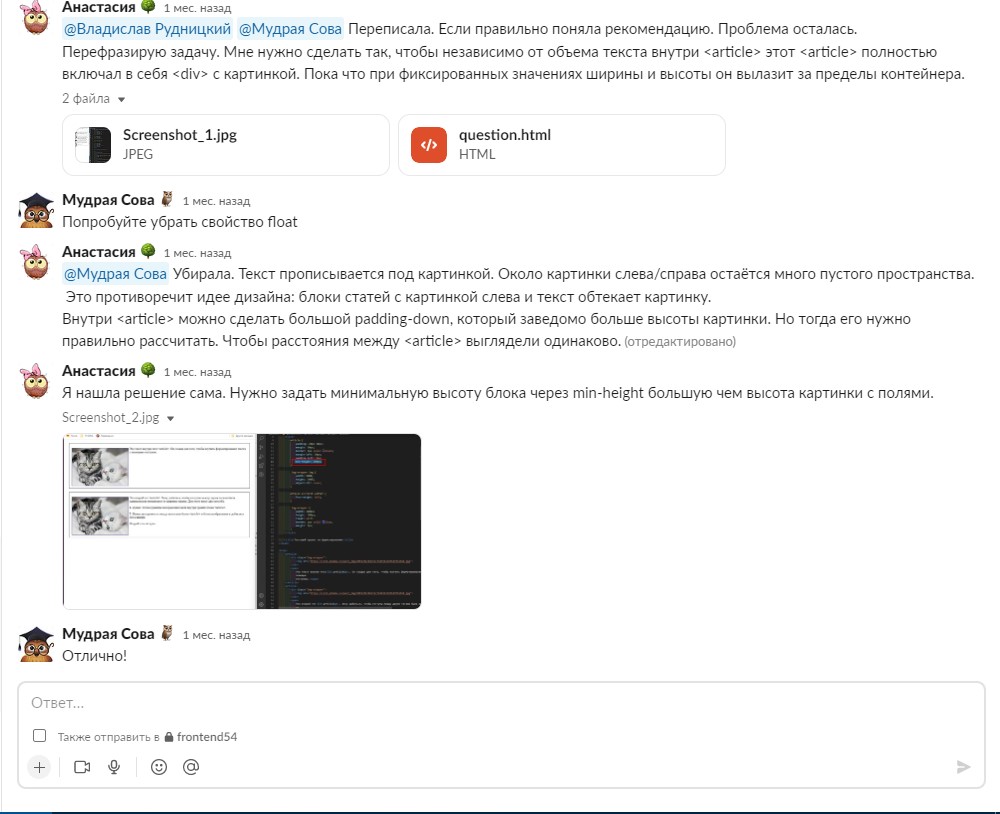 Анастасия 1 мес. назад
@Владислав Рудницкий @Мудрая Сова Переписала. Если правильно поняла рекомендацию. Проблема осталась.
Перефразирую задачу. Мне нужно сделать так, чтобы независимо от объема текста внутри <article> этот <article> полностью
включал в себя <div> с картинкой. Пока что при фиксированных значениях ширины и высоты он вылазит за пределы контейнера.
2 файла
Screenshot_1.jpg
JPEG
question.html
HTML
Мудрая Сова 1 мес. назад
Попробуйте убрать свойство float
Анастасия 1 мес. назад
@Мудрая Сова Убирала. Текст прописывается под картинкой. Около картинки слева/справа остаётся много пустого пространства.
Это противоречит идее дизайна: блоки статей с картинкой слева и текст обтекает картинку.
Внутри <article> можно сделать большой padding-down, который заведомо больше высоты картинки. Но тогда его нужно
правильно рассчитать. Чтобы расстояния между <article> выглядели одинаково. (отредактировано)
Анастасия 1 мес. назад
Я нашла решение сама. Нужно задать минимальную высоту блока через min-height большую чем высота картинки с полями.
Screenshot_2.jpg
Мудрая Сова 1 мес. назад
Отлично!
Ответ...
Также отправить в frontend54